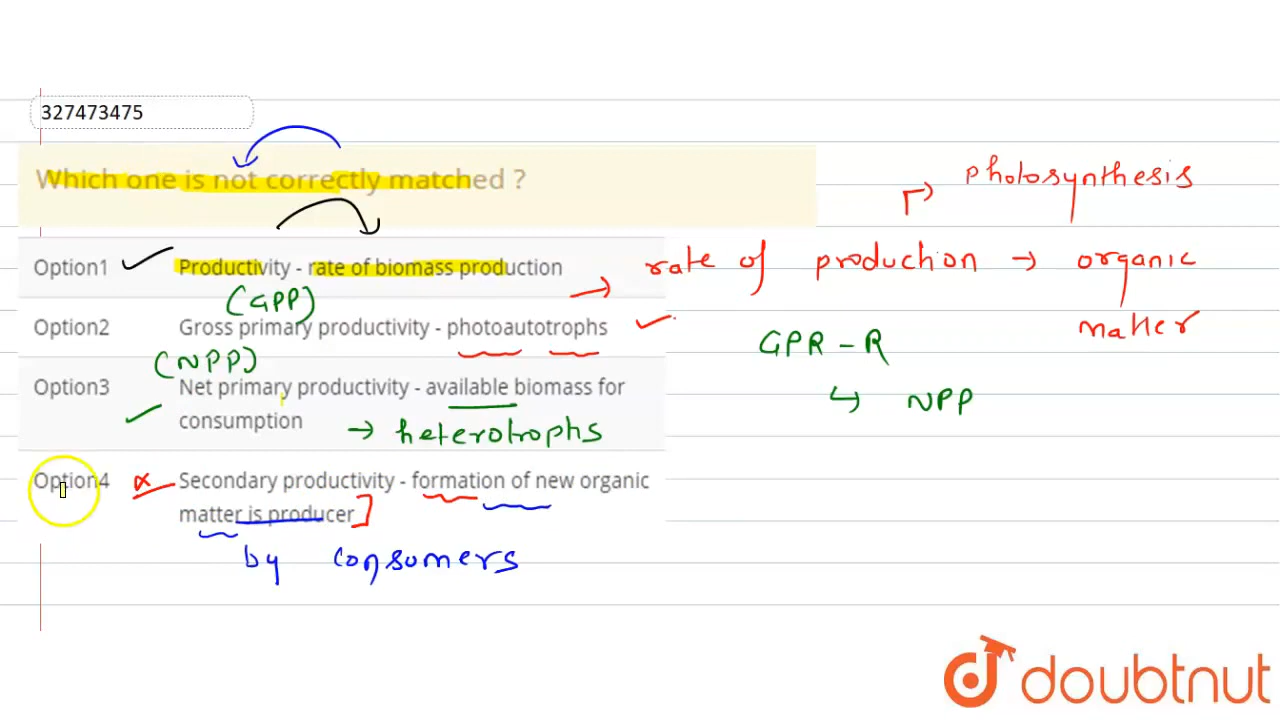 327473475
Which one is not correctly matched ?
photosynthesis
Option1 Productivity - rate of biomass production
rate of production → organic matter
(GPP)
Option2 Gross primary productivity - photoautotrophs
GPR - R
(NPP)
Option3 Net primary productivity - available biomass for
consumption
↳ NPP
→ heterotrophs
Option4 Secondary productivity - formation of new organic
matter is producer
by consumers
doubtnut